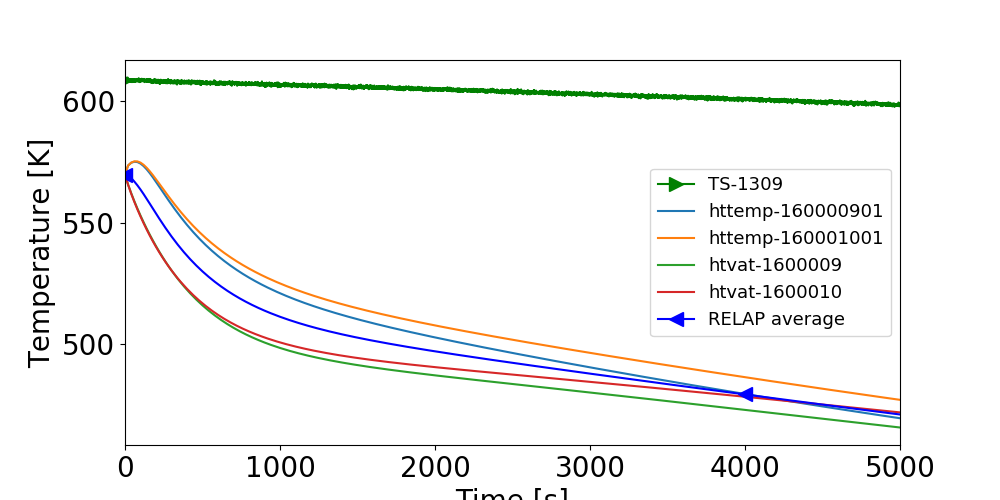 600
550
500
Temperature [K]
TS-1309
httemp-160000901
httemp-160001001
htvat-1600009
htvat-1600010
RELAP average
0 1000 2000 3000 4000 5000
Time [s]